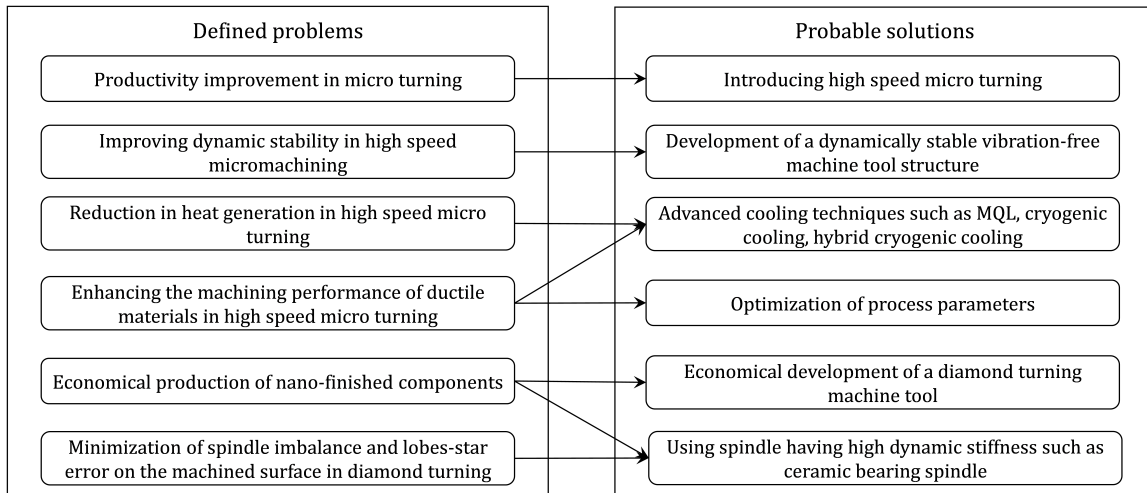 Defined problems
Productivity improvement in micro turning
Improving dynamic stability in high speed
micromachining
Reduction in heat generation in high speed micro
turning
Enhancing the machining performance of ductile
materials in high speed micro turning
Economical production of nano-finished components
Minimization of spindle imbalance and lobes-star
error on the machined surface in diamond turning
Probable solutions
Introducing high speed micro turning
Development of a dynamically stable vibration-free
machine tool structure
Advanced cooling techniques such as MQL, cryogenic
cooling, hybrid cryogenic cooling
Optimization of process parameters
Economical development of a diamond turning
machine tool
Using spindle having high dynamic stiffness such as
ceramic bearing spindle